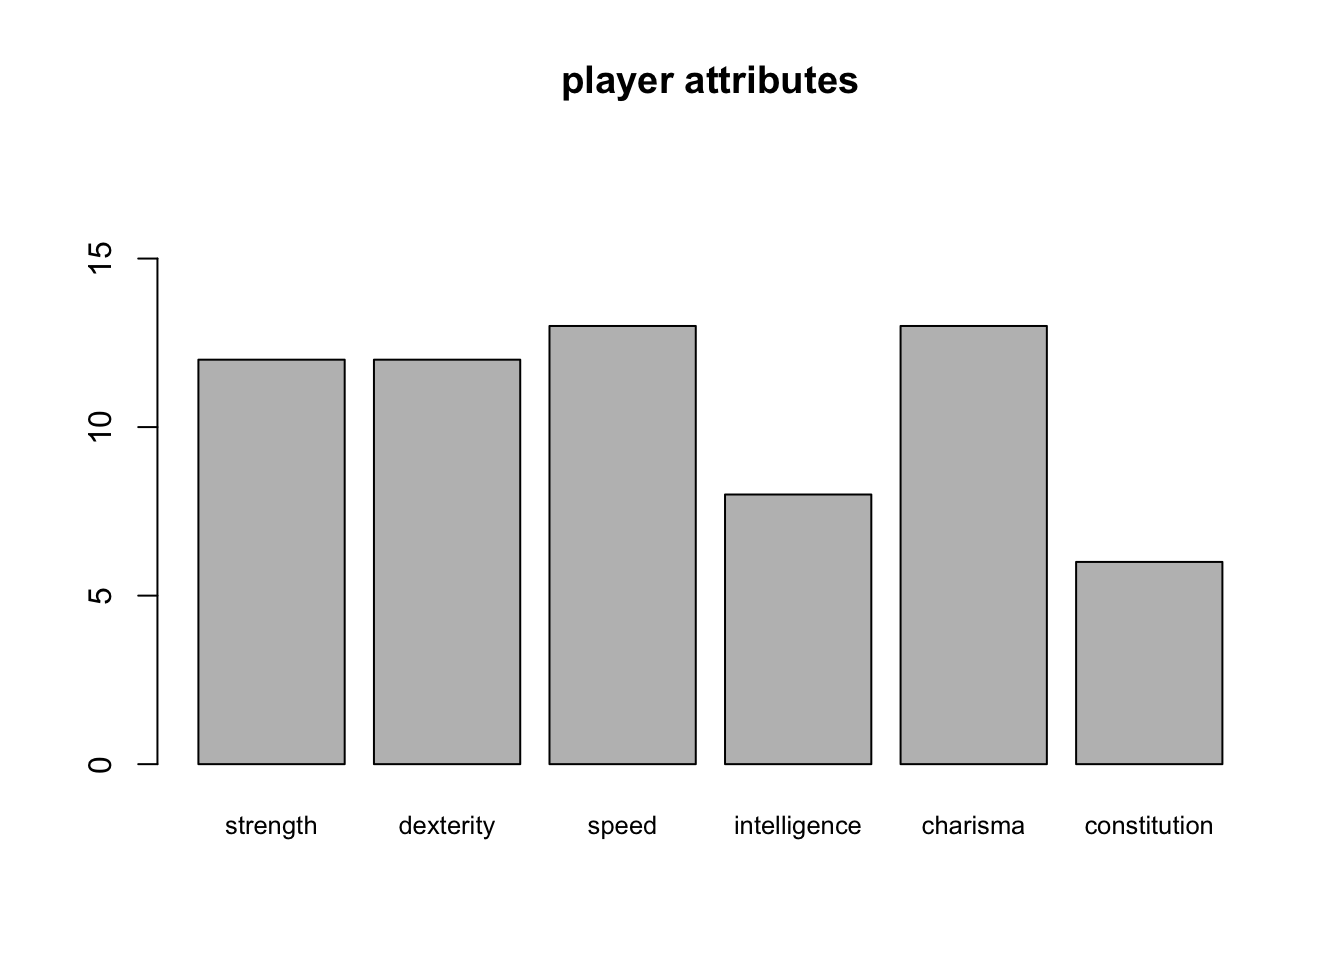 player attributes
15
10
5
0
strength dexterity speed intelligence charisma constitution